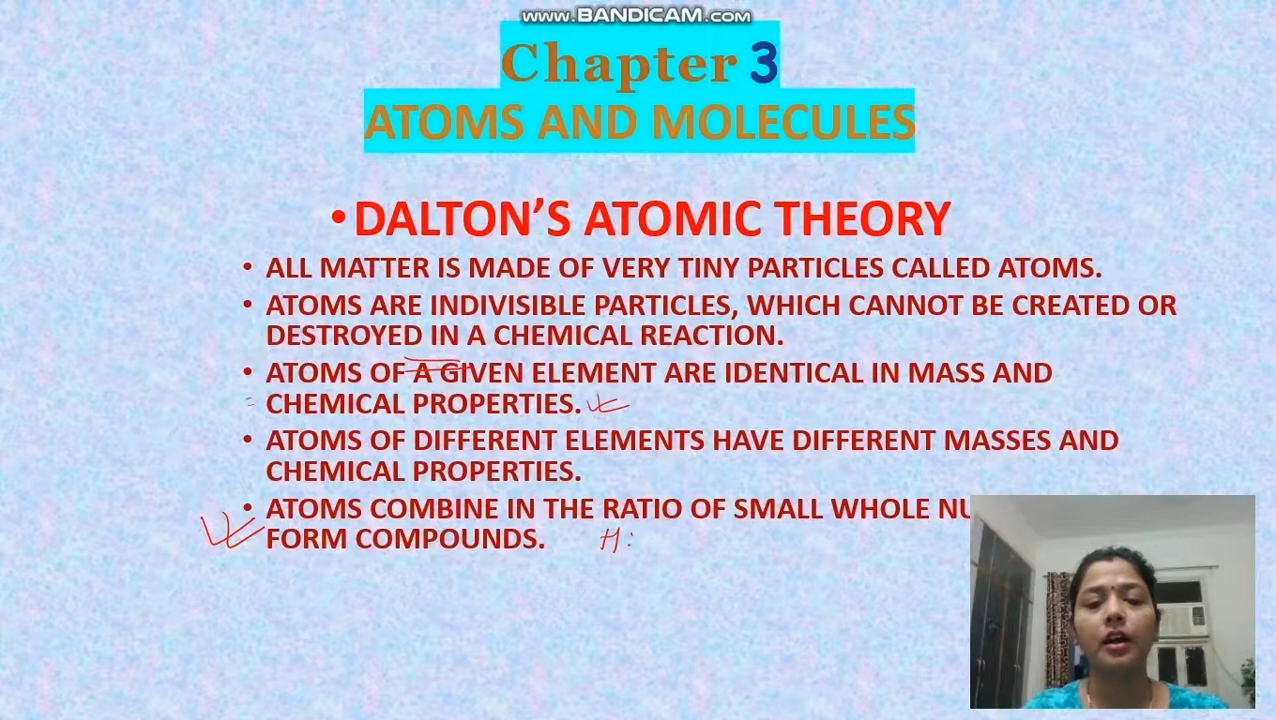 WWW.BANDICAM.COM
Chapter 3
ATOMS AND MOLECULES
•DALTON'S ATOMIC THEORY
• ALL MATTER IS MADE OF VERY TINY PARTICLES CALLED ATOMS.
• ATOMS ARE INDIVISIBLE PARTICLES, WHICH CANNOT BE CREATED OR
DESTROYED IN A CHEMICAL REACTION.
• ATOMS OF A GIVEN ELEMENT ARE IDENTICAL IN MASS AND
CHEMICAL PROPERTIES.
• ATOMS OF DIFFERENT ELEMENTS HAVE DIFFERENT MASSES AND
CHEMICAL PROPERTIES.
• ATOMS COMBINE IN THE RATIO OF SMALL WHOLE NU
FORM COMPOUNDS. H: